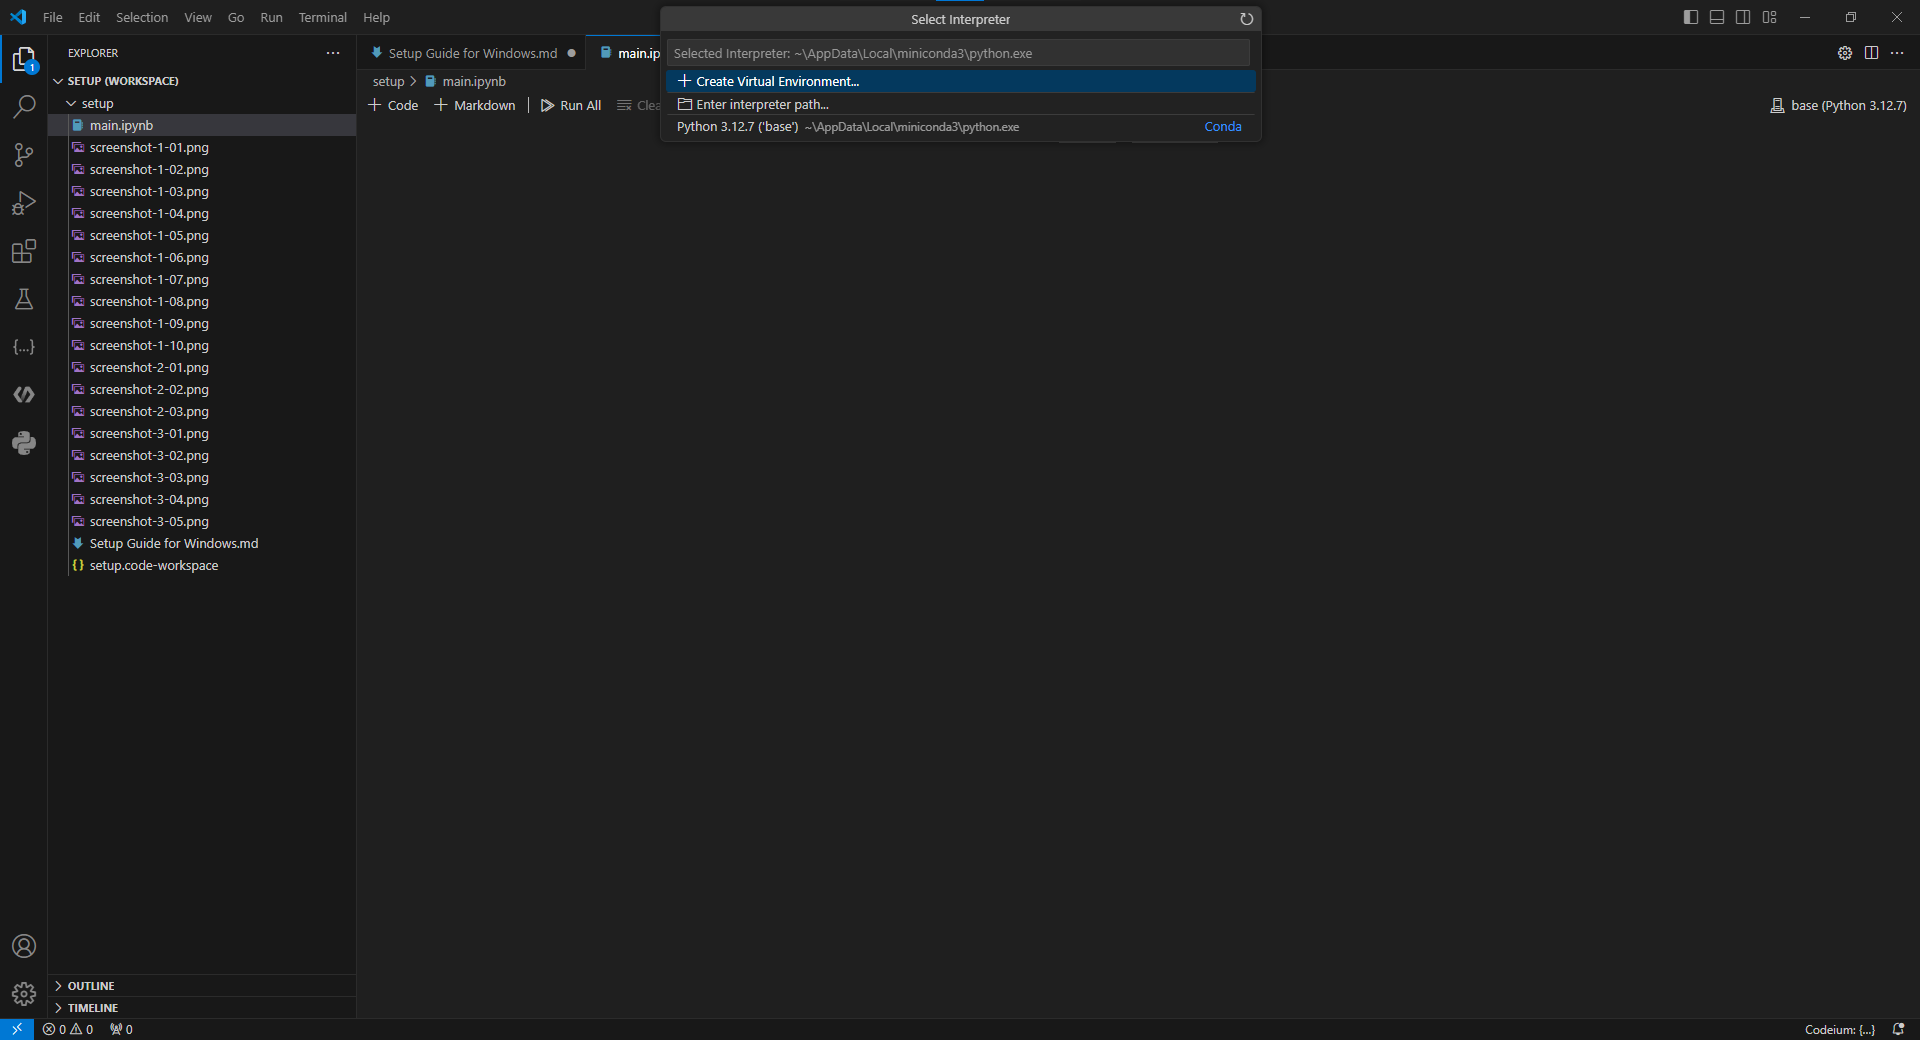 File Edit Selection View Go Run Terminal Help
Select Interpreter
Selected Interpreter: ~\AppData\Local\miniconda3\python.exe
Create Virtual Environment...
Enter interpreter path...
Python 3.12.7 ('base') ~\AppData\Local\miniconda3\python.exe Conda
EXPLORER
1
SETUP (WORKSPACE)
setup
main.ipynb
screenshot-1-01.png
screenshot-1-02.png
screenshot-1-03.png
screenshot-1-04.png
screenshot-1-05.png
screenshot-1-06.png
screenshot-1-07.png
screenshot-1-08.png
screenshot-1-09.png
screenshot-1-10.png
screenshot-2-01.png
screenshot-2-02.png
screenshot-2-03.png
screenshot-3-01.png
screenshot-3-02.png
screenshot-3-03.png
screenshot-3-04.png
screenshot-3-05.png
Setup Guide for Windows.md
{} setup.code-workspace
OUTLINE
TIMELINE
Setup Guide for Windows.md main.ip
setup > main.ipynb
+ Code + Markdown Run All Clea
base (Python 3.12.7)
0 0 0
Codeium: {...}